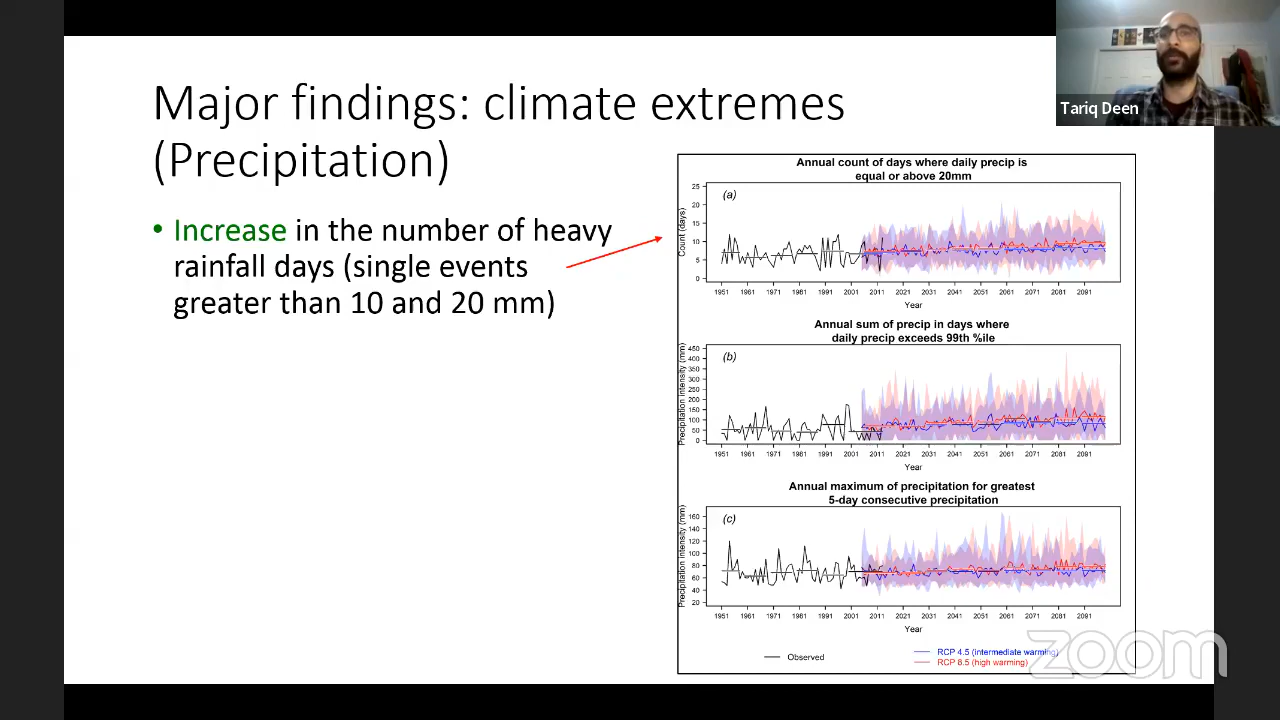 Tariq Deen
Major findings: climate extremes
(Precipitation)
• Increase in the number of heavy
rainfall days (single events
greater than 10 and 20 mm)
Annual count of days where daily precip is
equal or above 20mm
(a)
Count (days)
25
20
15
10
5
0
1951 1961 1971 1981 1991 2001 2011 2021 2031 2041 2051 2061 2071 2081 2091
Year
Annual sum of precip in days where
daily precip exceeds 99th %ile
(b)
Precipitation intensity (mm)
450
400
350
300
250
200
150
100
50
0
1951 1961 1971 1981 1991 2001 2011 2021 2031 2041 2051 2061 2071 2081 2091
Year
Annual maximum of precipitation for greatest
5-day consecutive precipitation
(c)
Precipitation intensity (mm)
160
140
120
100
80
60
40
20
1951 1961 1971 1981 1991 2001 2011 2021 2031 2041 2051 2061 2071 2081 2091
Year
Observed
RCP 4.5 (intermediate warming)
RCP 8.5 (high warming)
zoom